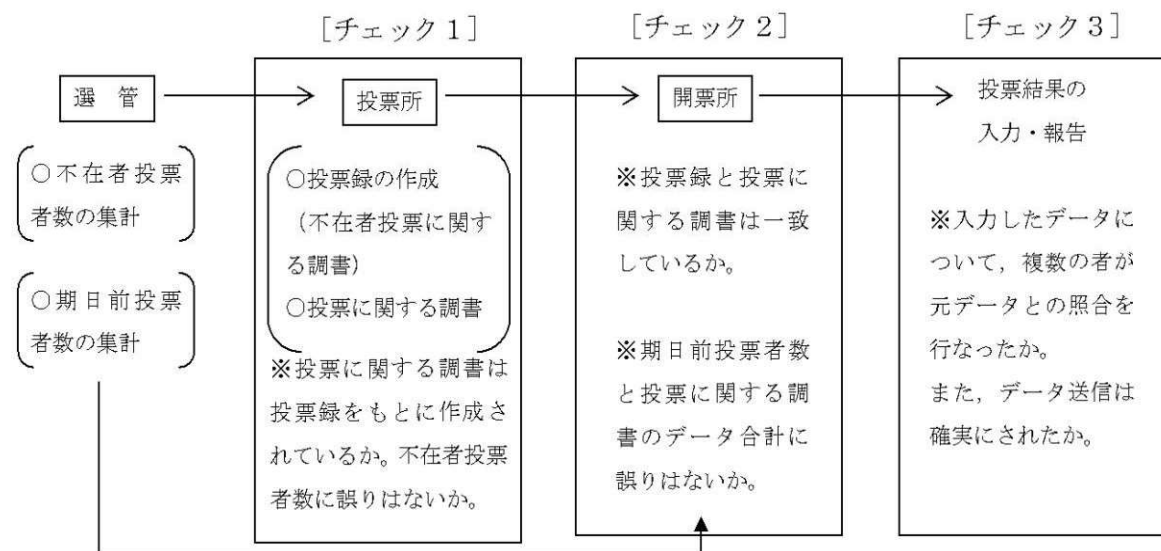 ［チェック１］
［チェック２］
［チェック３］
選　管
○不在者投票
者数の集計
○期日前投票
者数の集計
投票所
○投票録の作成
（不在者投票に関す
る調書）
○投票に関する調書
※投票に関する調書は
投票録をもとに作成さ
れているか。不在者投票
者数に誤りはないか。
開票所
※投票録と投票に
関する調書は一致
しているか。
※期日前投票者数
と投票に関する調
書のデータ合計に
誤りはないか。
投票結果の
入力・報告
※入力したデータに
ついて，複数の者が
元データとの照合を
行なったか。
また，データ送信は
確実にされたか。